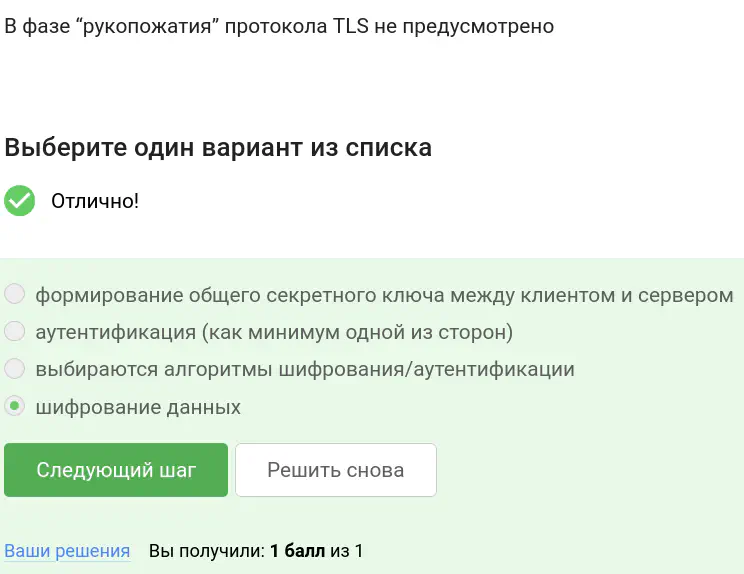 В фазе “рукопожатия” протокола TLS не предусмотрено
Выберите один вариант из списка
Отлично!
формирование общего секретного ключа между клиентом и сервером
аутентификация (как минимум одной из сторон)
выбираются алгоритмы шифрования/аутентификации
шифрование данных
Следующий шаг Решить снова
Ваши решения Вы получили: 1 балл из 1